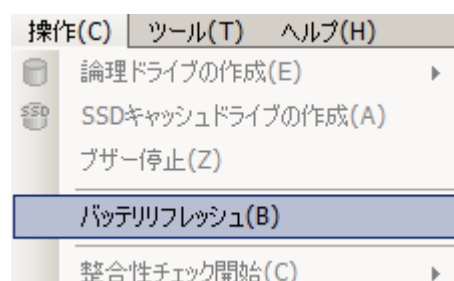 操作(C) ツール(T) ヘルプ(H)
論理ドライブの作成(E)
SSD SSDキャッシュドライブの作成(A)
ブザー停止(Z)
バッテリリフレッシュ(B)
整合性チェック開始(C)